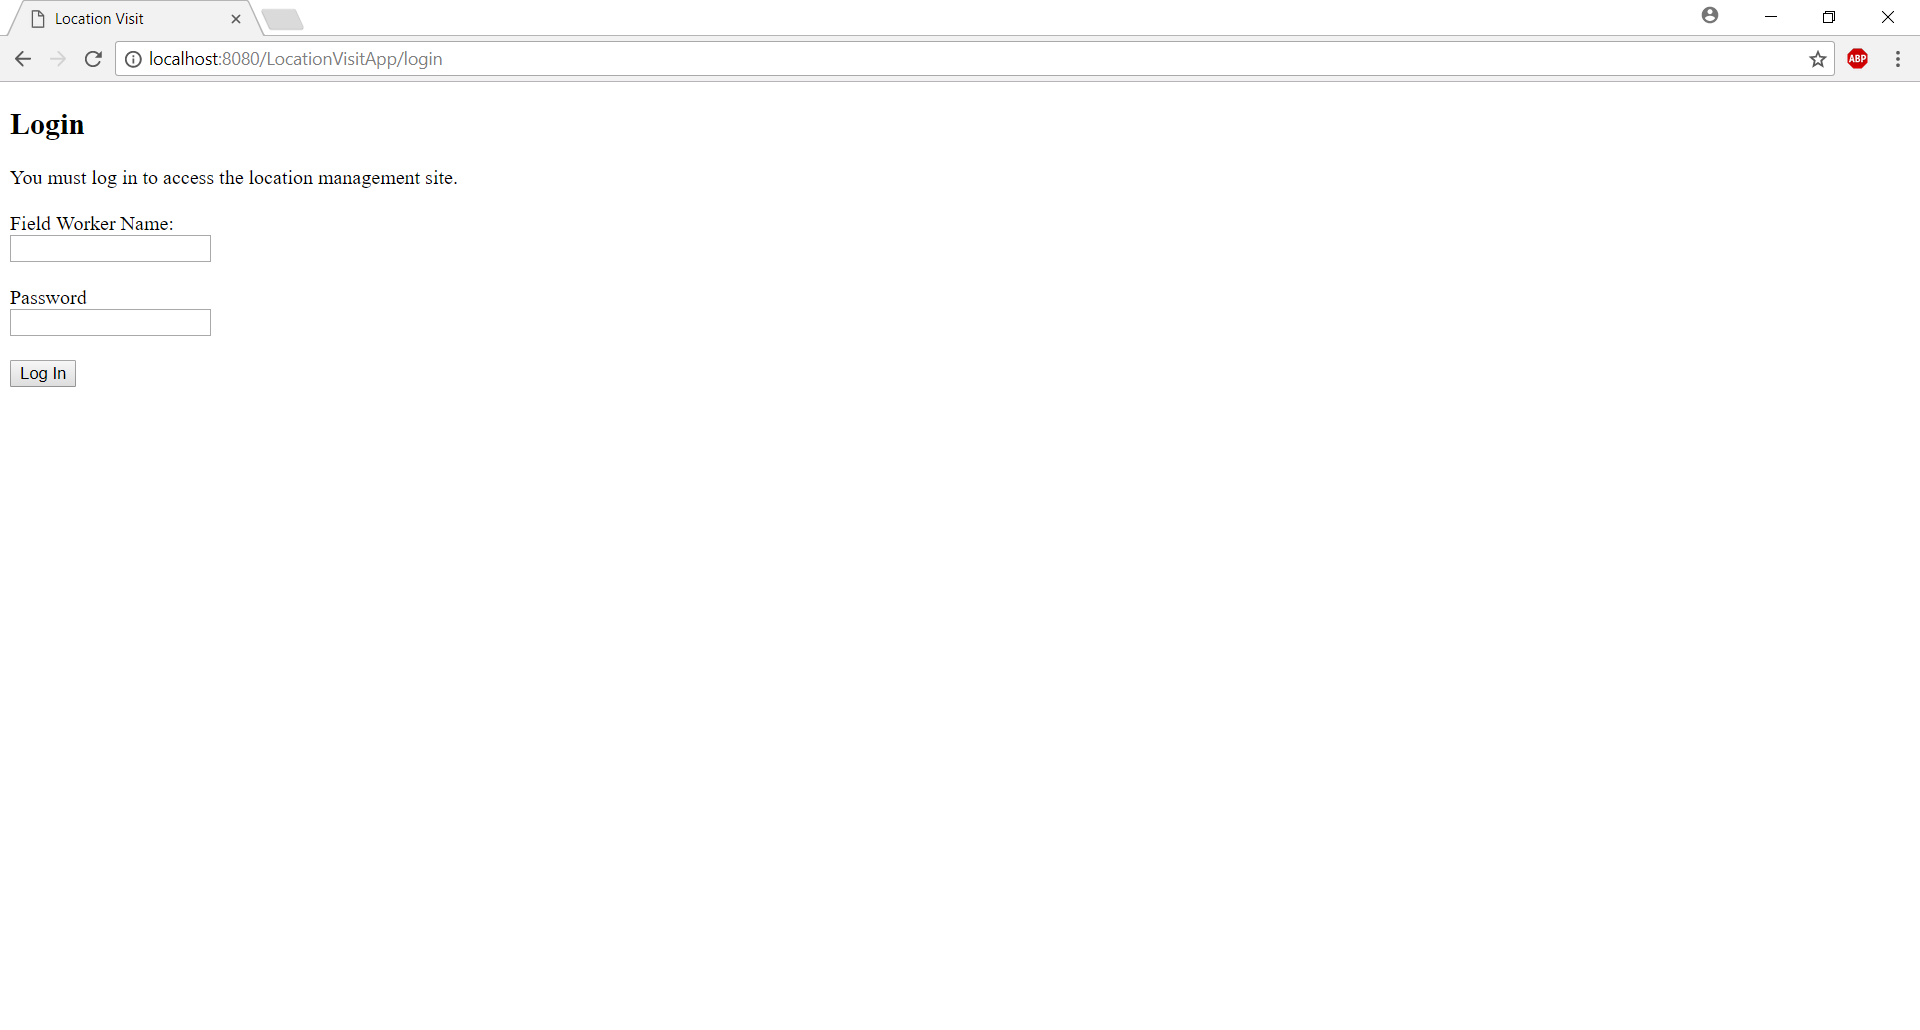 Location Visit
localhost:8080/LocationVisitApp/login
ABP
Login
You must log in to access the location management site.
Field Worker Name:
Password
Log In